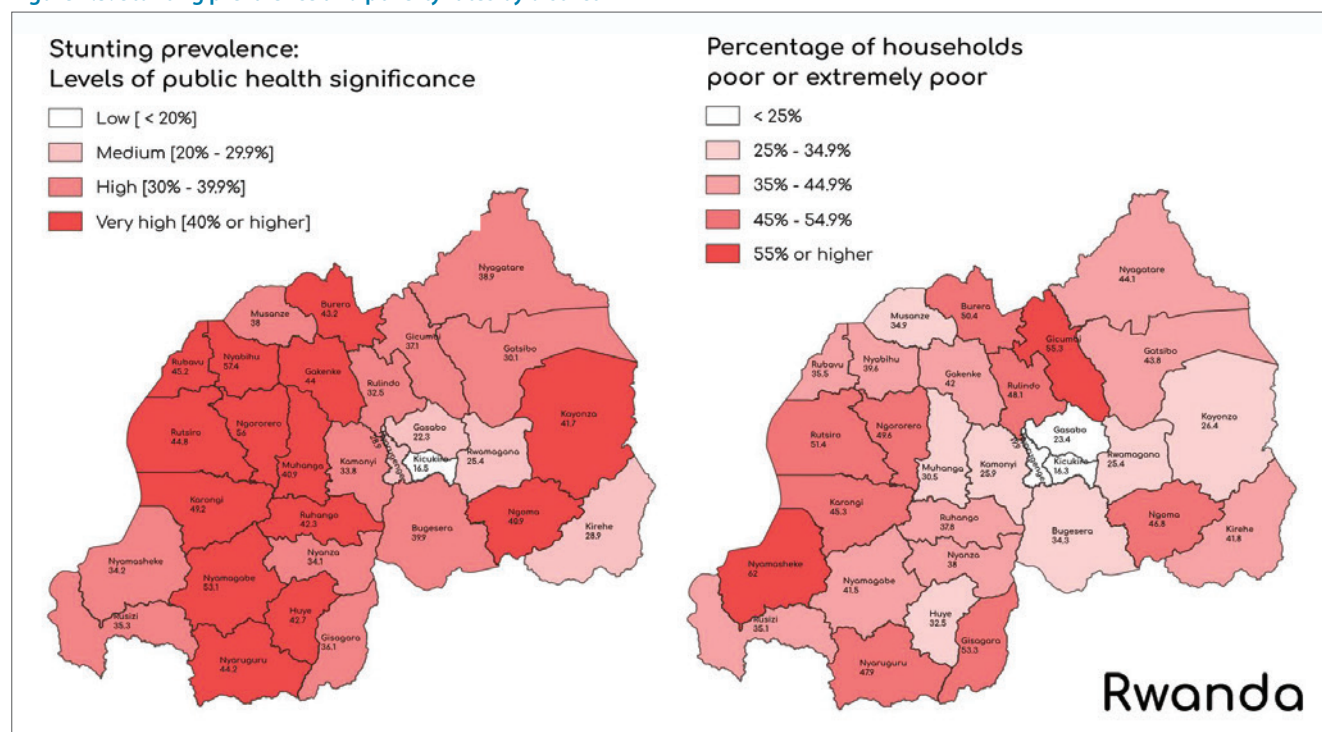 Stunting prevalence:
Levels of public health significance
Low [ < 20%]
Medium [20% - 29.9%]
High [30% - 39.9%]
Very high [40% or higher]
Nyagatare
38.9
Burera
43.2
Musanze
38
Gicumbi
37.1
Gatsibo
30.1
Rubavu
45.2
Nyabihu
57.4
Gakenke
44
Rulindo
32.5
Kayonza
41.7
Rutsiro
44.8
Ngororero
56
Muhanga
40.9
Kamonyi
33.8
Gasabo
22.3
Kicukiro
16.5
Rwamagana
25.4
Karongi
49.2
Ruhango
42.3
Bugesera
39.9
Ngoma
40.9
Kirehe
28.9
Nyamasheke
34.2
Nyanza
34.1
Nyamagabe
53.1
Huye
42.7
Rusizi
35.3
Gisagara
36.1
Nyaruguru
44.2
Percentage of households
poor or extremely poor
< 25%
25% - 34.9%
35% - 44.9%
45% - 54.9%
55% or higher
Nyagatare
44.1
Burera
50.4
Musanze
34.9
Gicumbi
55.3
Gatsibo
43.8
Rubavu
35.5
Nyabihu
39.6
Gakenke
42
Rulindo
48.1
Kayonza
26.4
Rutsiro
51.4
Ngororero
49.6
Muhanga
30.5
Kamonyi
25.9
Gasabo
23.4
Kicukiro
16.3
Rwamagana
25.4
Karongi
45.3
Ruhango
37.8
Bugesera
34.3
Ngoma
46.8
Kirehe
41.8
Nyamasheke
62
Nyanza
38
Nyamagabe
41.5
Huye
32.5
Rusizi
35.1
Gisagara
53.3
Nyaruguru
47.9
Rwanda